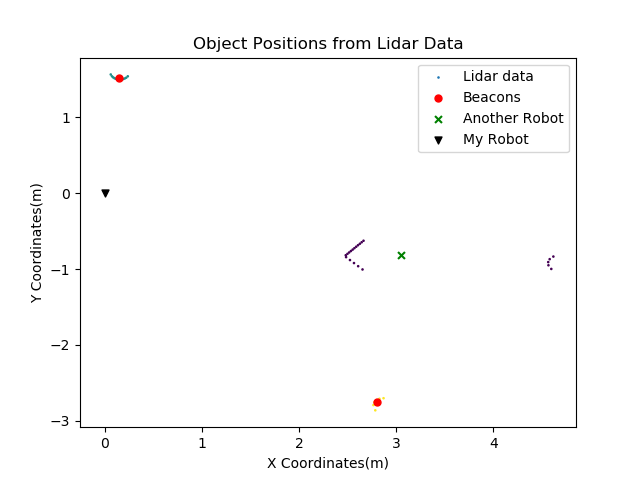 Object Positions from Lidar Data
Lidar data
Beacons
Another Robot
My Robot
1
0
−1
−2
−3
Y Coordinates(m)
0
1
2
3
4
X Coordinates(m)